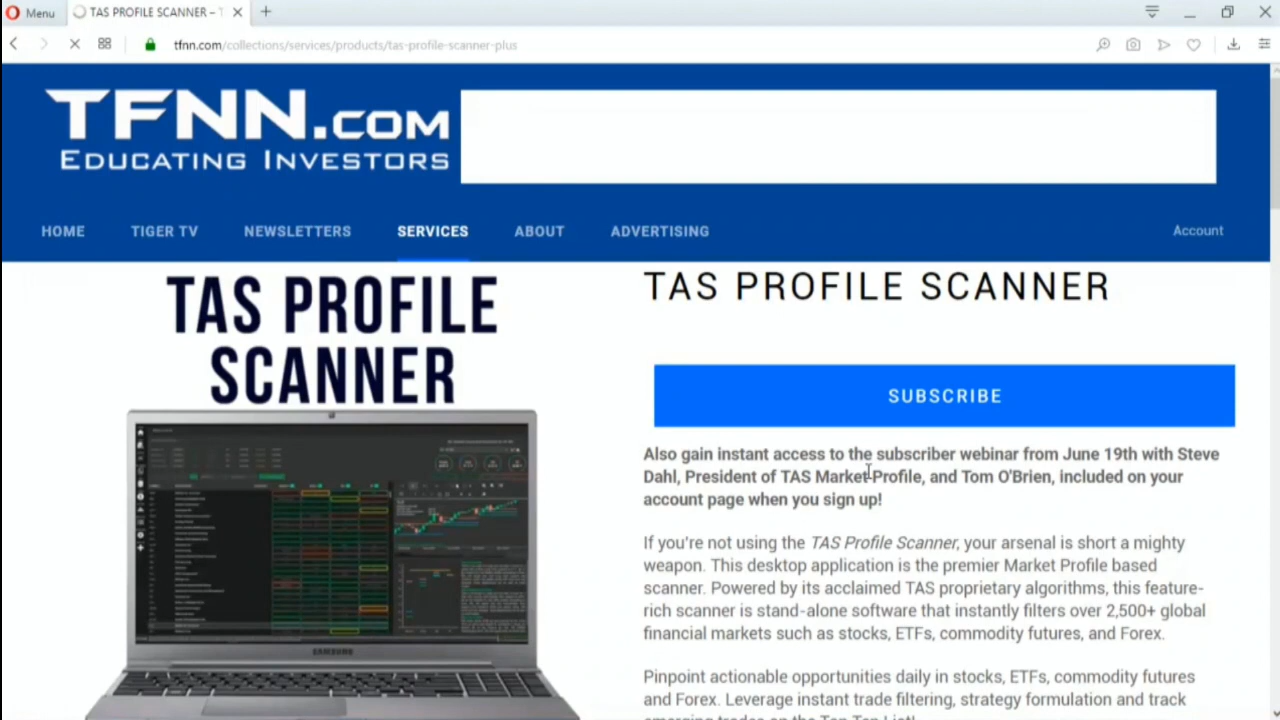 Menu
TAS PROFILE SCANNER – T
tfnn.com/collections/services/products/tas-profile-scanner-plus
TFNN.COM
EDUCATING INVESTORS
HOME TIGER TV NEWSLETTERS SERVICES ABOUT ADVERTISING Account
TAS PROFILE
SCANNER
SAMSUNG
TAS PROFILE SCANNER
SUBSCRIBE
Also gain instant access to the subscriber webinar from June 19th with Steve
Dahl, President of TAS Market Profile, and Tom O'Brien, included on your
account page when you sign up!
If you're not using the TAS Profile Scanner, your arsenal is short a mighty
weapon. This desktop application is the premier Market Profile based
scanner. Powered by its acclaimed TAS proprietary algorithms, this feature-
rich scanner is stand-alone software that instantly filters over 2,500+ global
financial markets such as stocks, ETFs, commodity futures, and Forex.
Pinpoint actionable opportunities daily in stocks, ETFs, commodity futures
and Forex. Leverage instant trade filtering, strategy formulation and track
emerging trades on the Top Ten List!